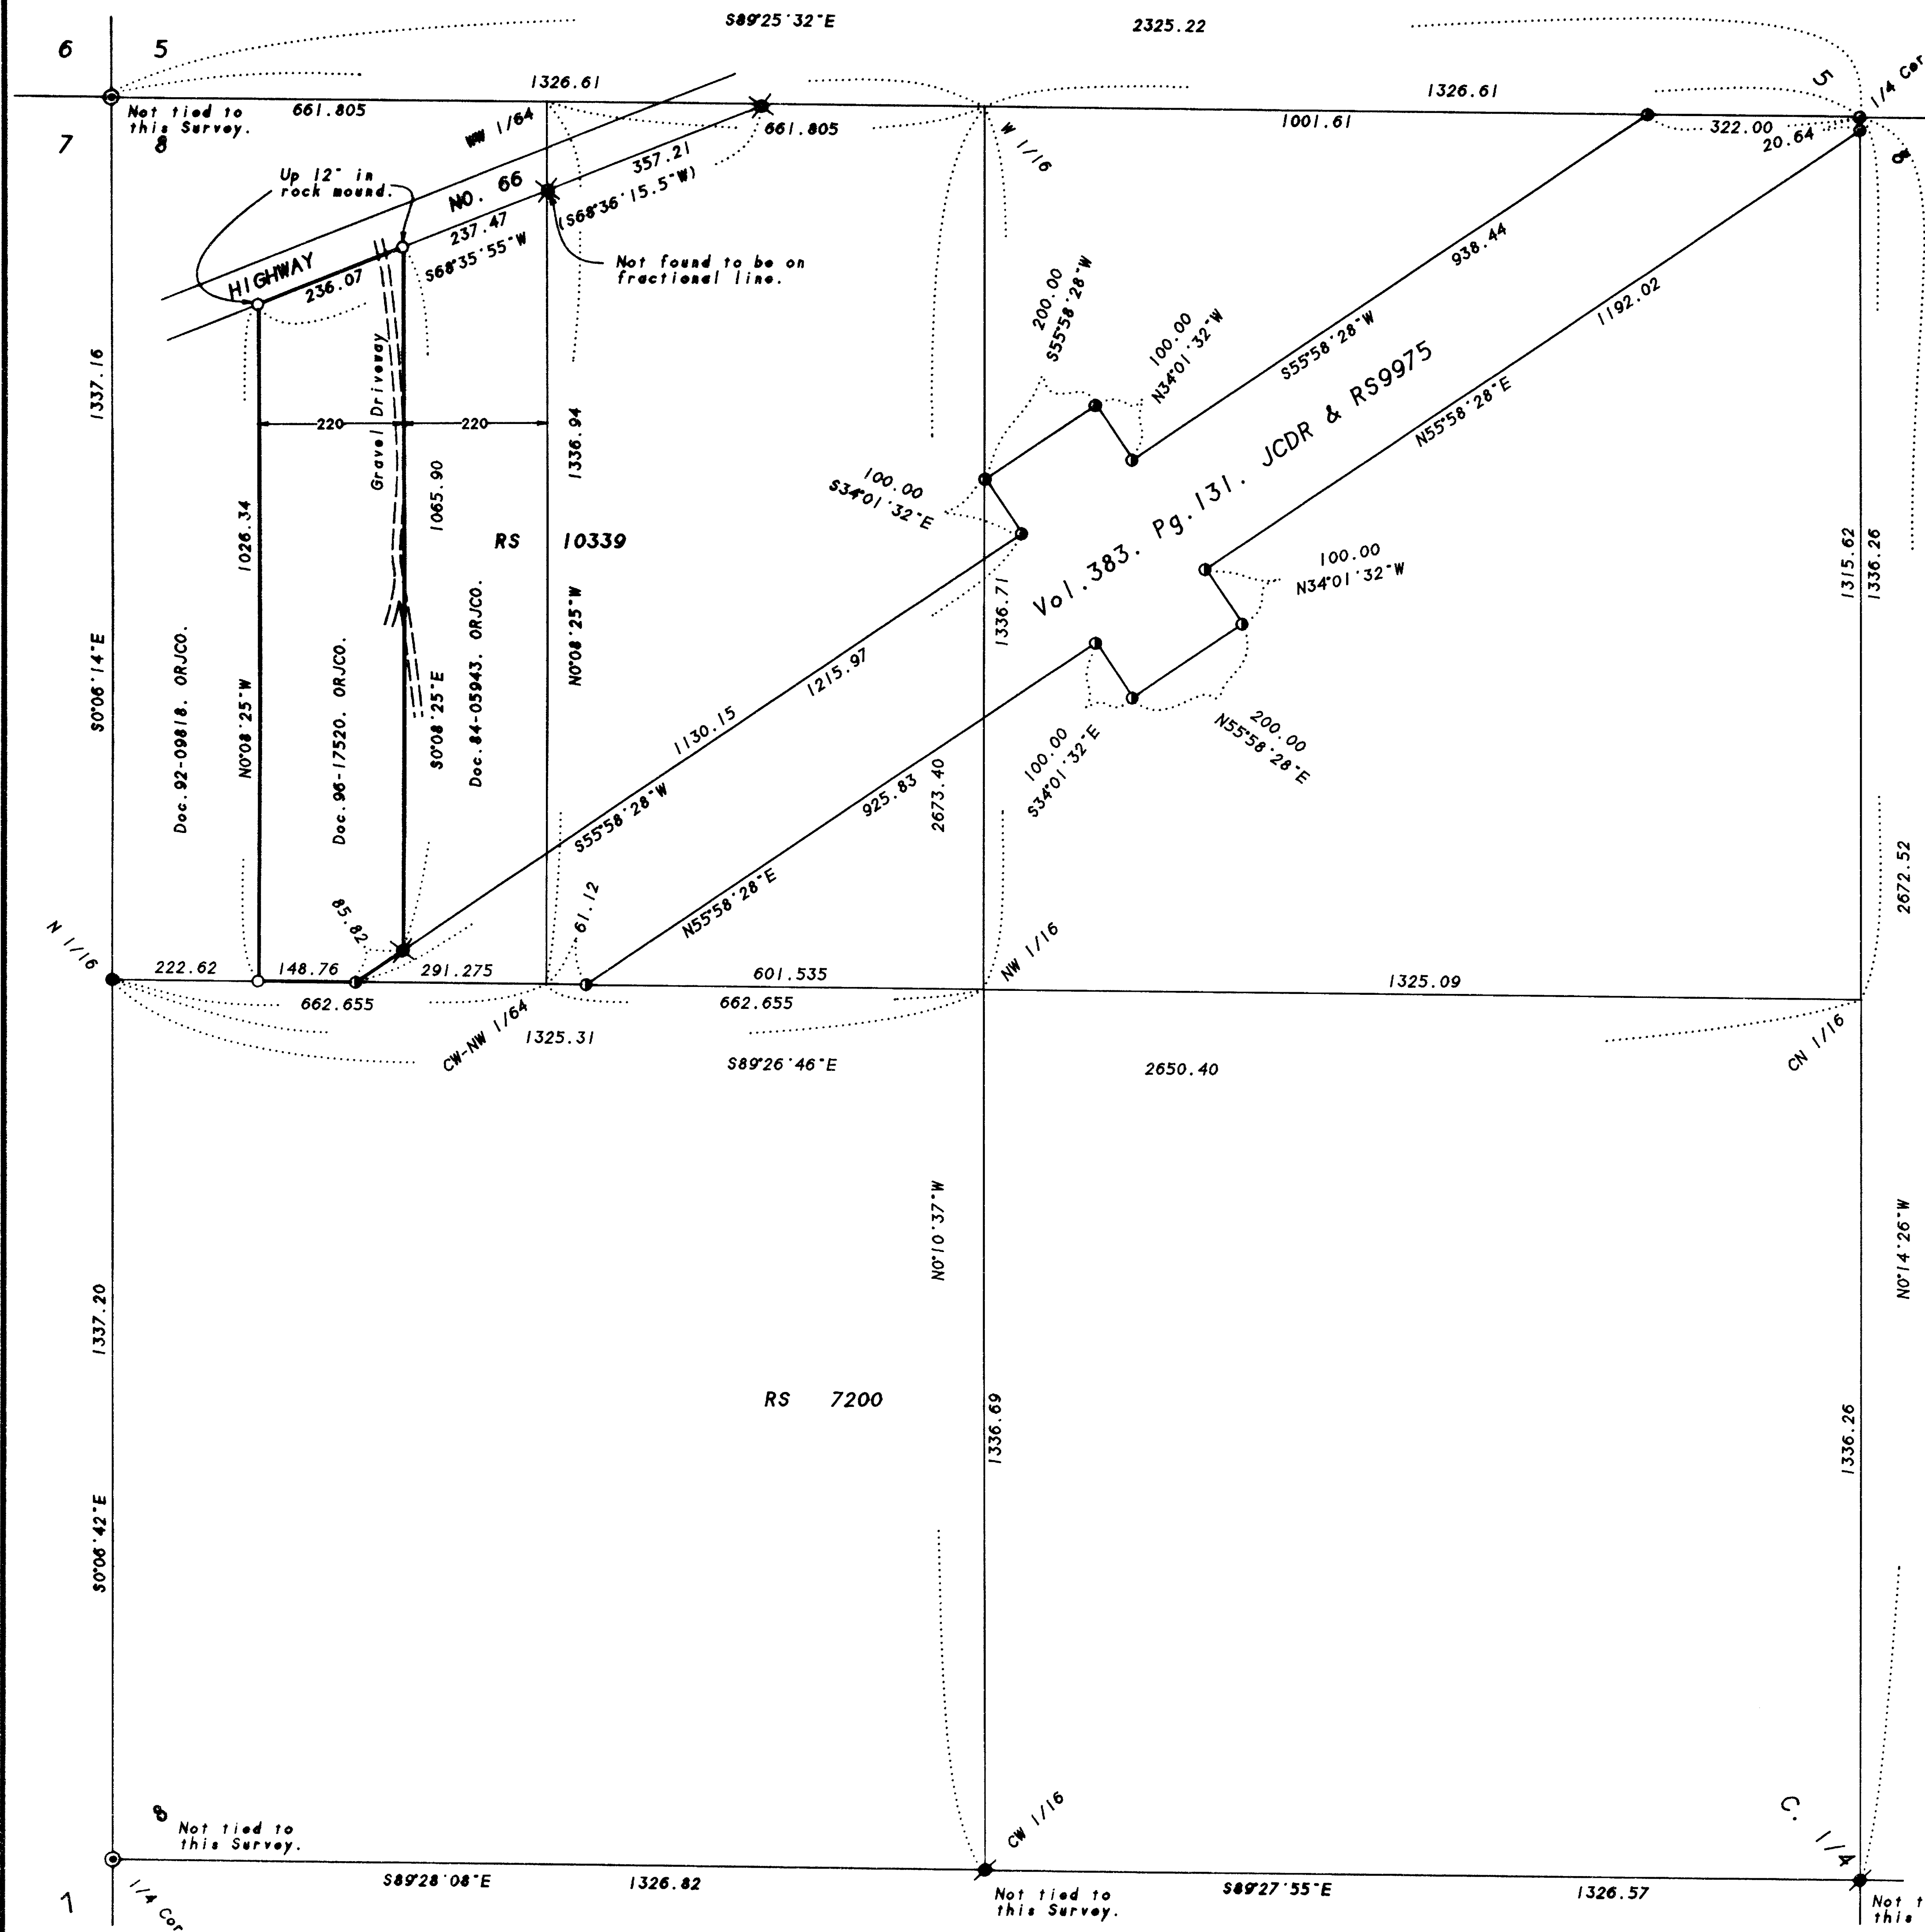 S89°25'32"E
2325.22
6
5
5
1/4 Cor
1326.61
1326.61
Not tied to
this Survey.
661.805
WW 1/64
661.805
W 1/16
1001.61
322.00
20.64
7
8
8
Up 12" in
rock mound.
HIGHWAY
NO. 66
357.21
(S68°36'15.5"W)
237.47
S68°35'55"W
236.07
Not found to be on
fractional line.
200.00
S55°58'28"W
100.00
N34°01'32"W
938.44
S55°58'28"W
1192.02
N55°58'28"E
1337.16
S0°06'14"E
Gravel Driveway
220
220
1336.94
N0°08'25"W
1026.34
N0°08'25"W
1065.90
S0°08'25"E
RS 10339
100.00
S34°01'32"E
Vol.383. Pg.131. JCDR & RS9975
100.00
N34°01'32"W
1315.62
1336.26
1336.71
Doc.92-09818. ORJCO.
Doc.96-17520. ORJCO.
Doc.84-05943. ORJCO.
1215.97
1130.15
S55°58'28"W
200.00
N55°58'28"E
100.00
S34°01'32"E
925.83
N55°58'28"E
2673.40
2672.52
N 1/16
85.82
61.12
NW 1/16
222.62
148.76
291.275
601.535
1325.09
662.655
662.655
CW-NW 1/64
1325.31
CN 1/16
S89°26'46"E
2650.40
N0°10'37"W
N0°14'26"W
1337.20
S0°06'42"E
RS 7200
1336.69
1336.26
8
Not tied to
this Survey.
CW 1/16
C. 1/4
7
1/4 Cor
S89°28'08"E
1326.82
Not tied to
this Survey.
S89°27'55"E
1326.57
Not t
this